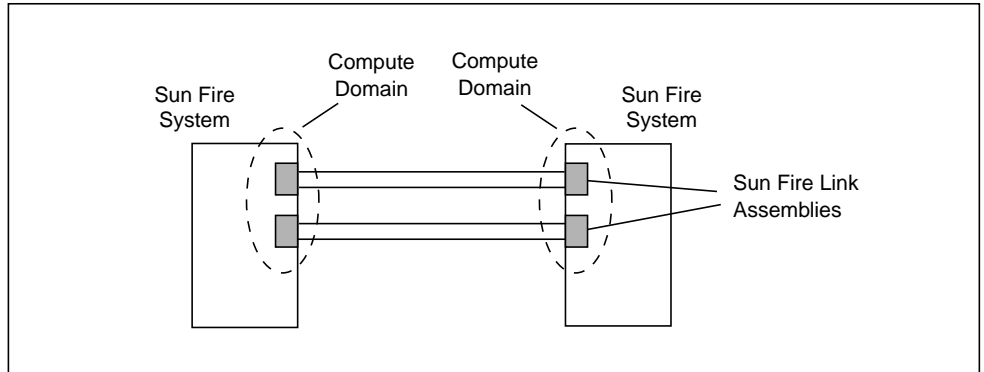 Compute
Domain
Compute
Domain
Sun Fire
System
Sun Fire
System
Sun Fire Link
Assemblies